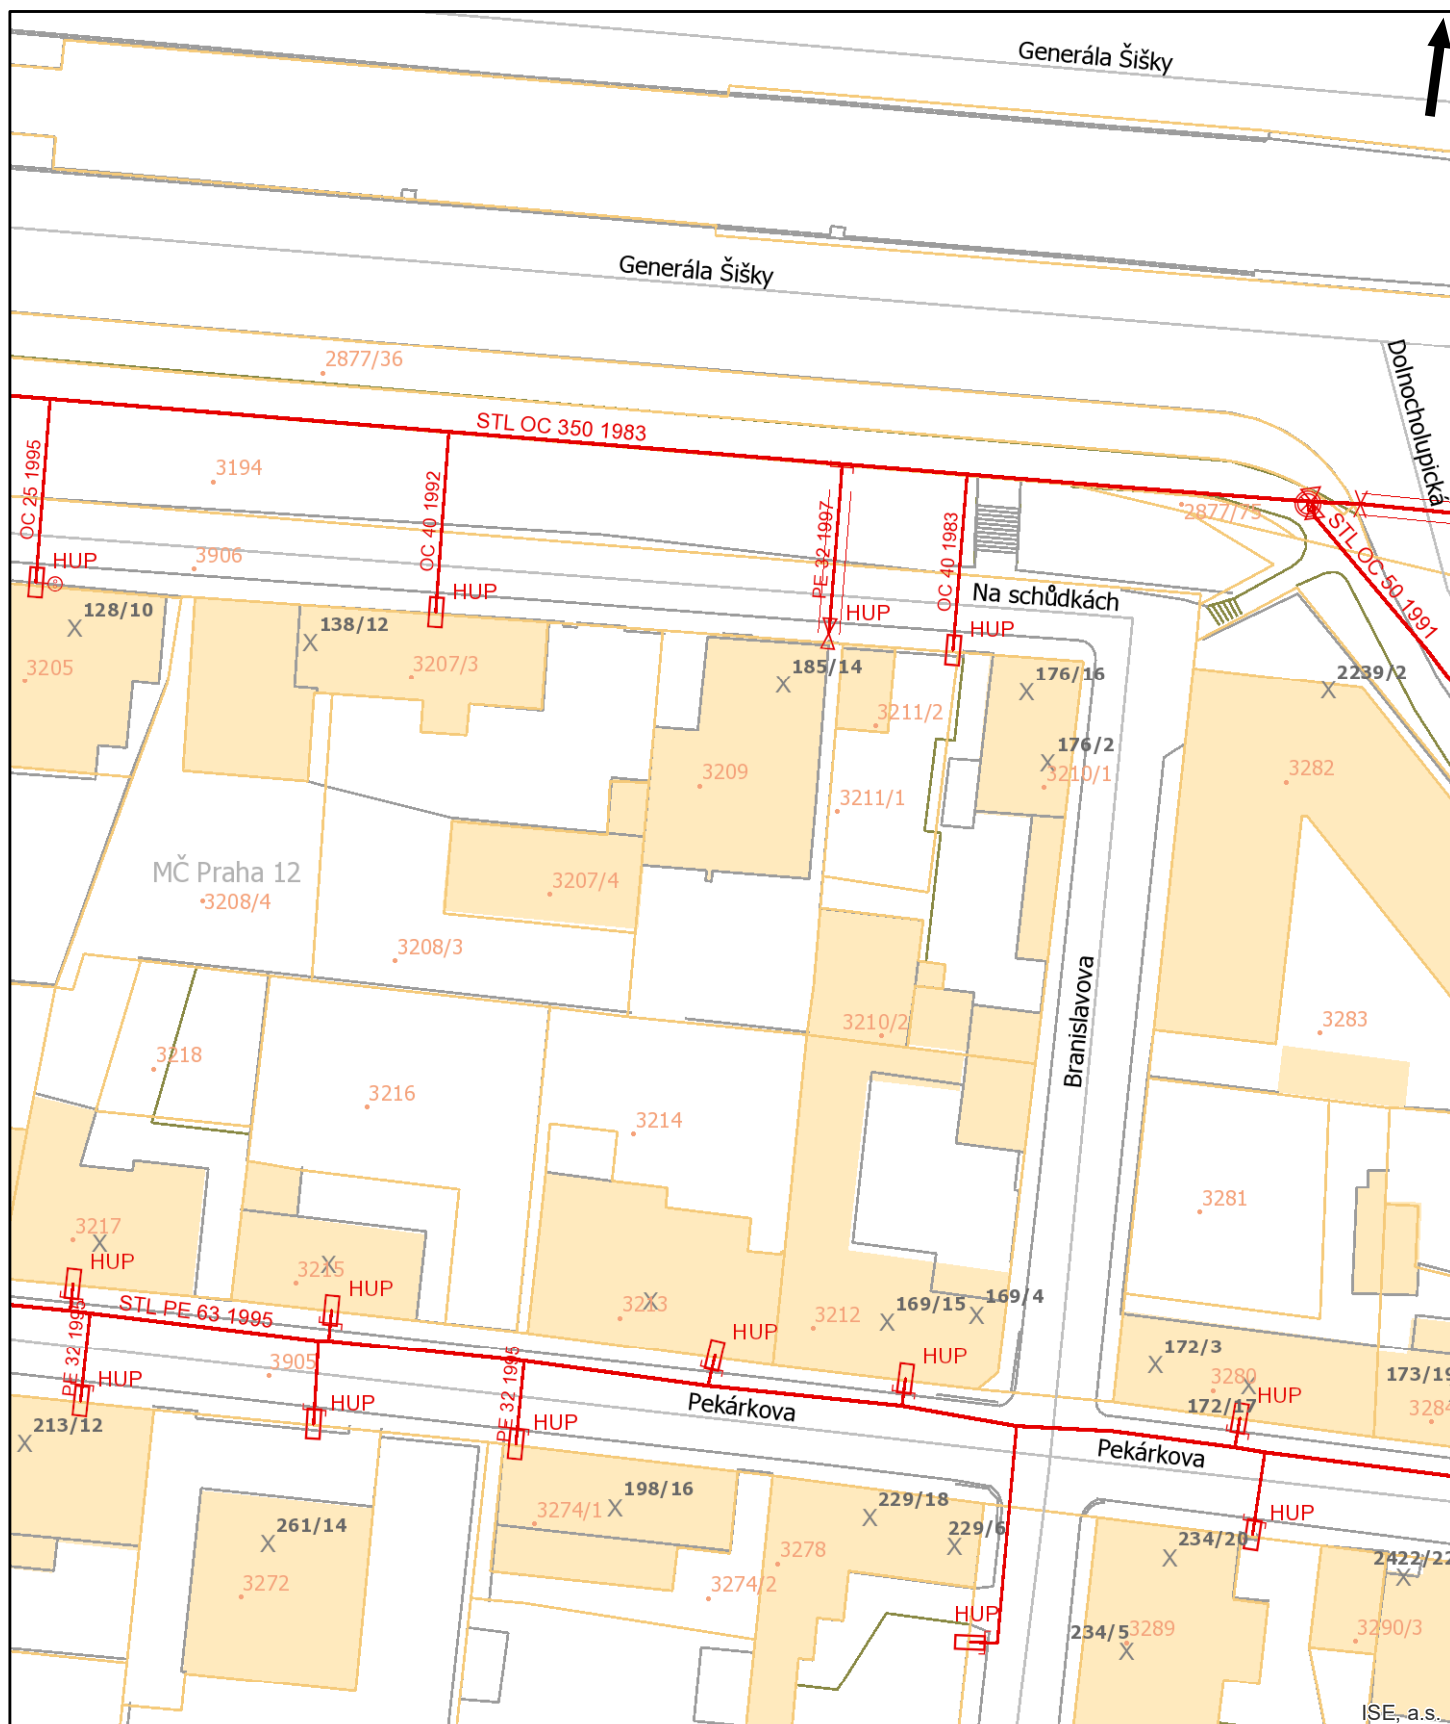 Generála Šišky
Generála Šišky
Dolnocholupická
2877/36
STL OC 350 1983
OC 25 1995
3194
OC 40 1992
PE 32 1997
OC 40 1983
2877/75
STL OC 50 1991
3906
HUP
HUP
HUP
HUP
Na schůdkách
128/10
138/12
185/14
176/16
2239/2
3205
3207/3
3211/2
176/2
3209
3210/1
3282
3211/1
MČ Praha 12
3208/4
3207/4
3208/3
Branislavova
3210/2
3283
3218
3216
3214
3281
3217
HUP
3215
HUP
STL PE 63 1995
3213
3212
169/15
169/4
PE 32 1995
3905
HUP
PE 32 1995
HUP
HUP
172/3
3280
HUP
173/19
172/17
3284
HUP
HUP
Pekárkova
Pekárkova
213/12
198/16
3274/1
229/18
229/6
HUP
261/14
3278
234/20
2422/22
3272
3274/2
HUP
234/5
3289
3290/3
ISE, a.s.